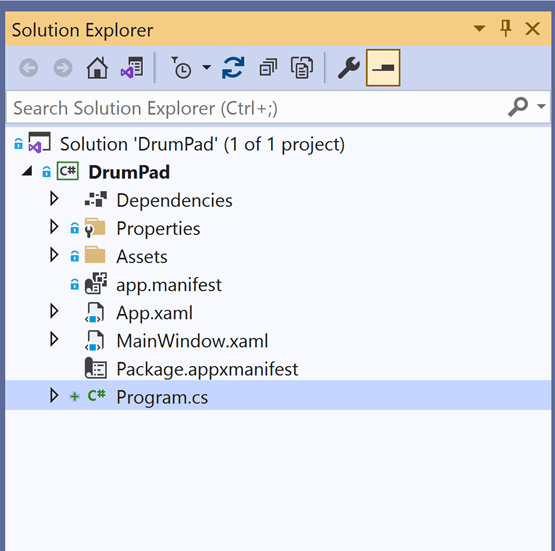 Solution Explorer
Search Solution Explorer (Ctrl+;)
Solution 'DrumPad' (1 of 1 project)
C# DrumPad
Dependencies
Properties
Assets
app.manifest
App.xaml
MainWindow.xaml
Package.appxmanifest
C# Program.cs